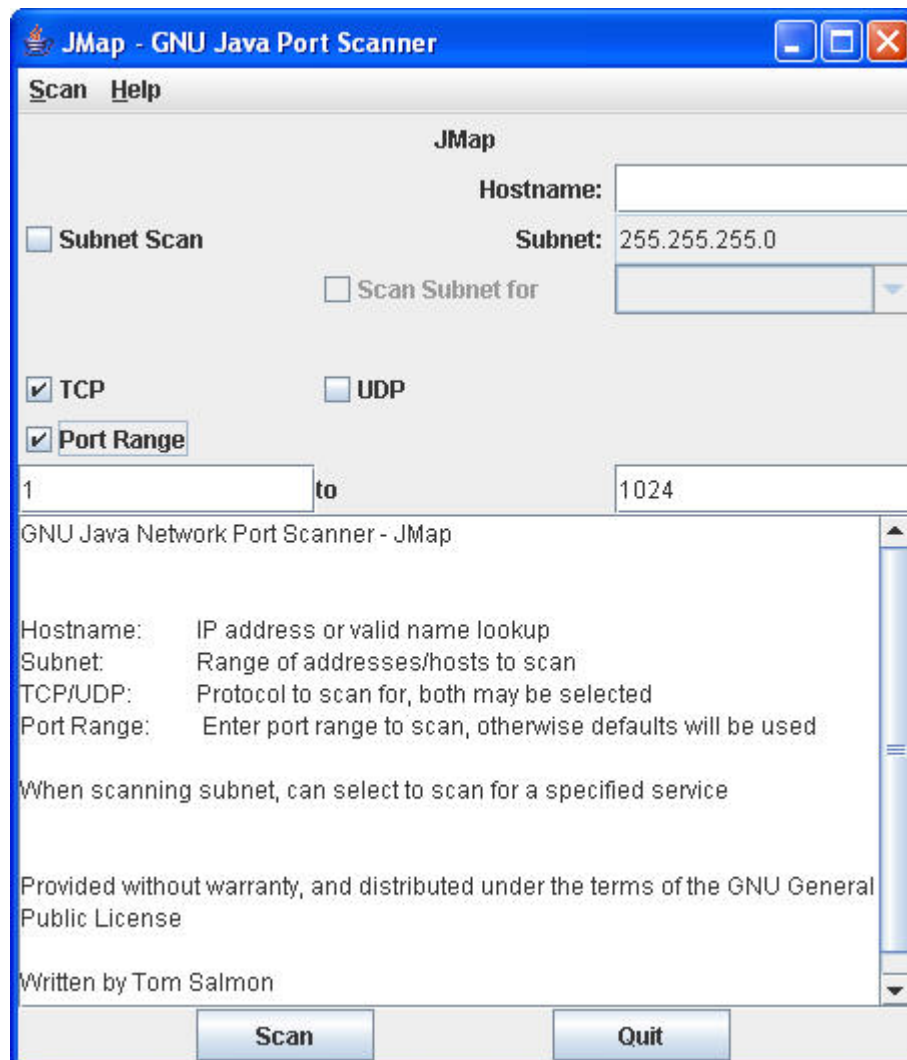 JMap - GNU Java Port Scanner
Scan Help
JMap
Hostname:
Subnet Scan
Subnet: 255.255.255.0
Scan Subnet for
TCP
UDP
Port Range
1 to 1024
GNU Java Network Port Scanner - JMap
Hostname: IP address or valid name lookup
Subnet: Range of addresses/hosts to scan
TCP/UDP: Protocol to scan for, both may be selected
Port Range: Enter port range to scan, otherwise defaults will be used
When scanning subnet, can select to scan for a specified service
Provided without warranty, and distributed under the terms of the GNU General
Public License
Written by Tom Salmon
Scan
Quit